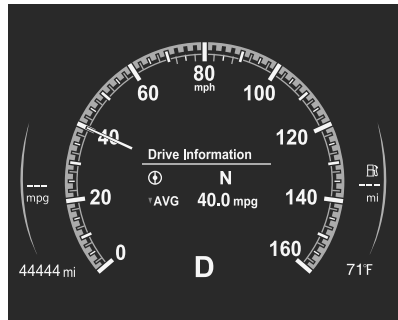 80
mph
60
100
40
120
Drive Information
N
--- mpg
20
AVG 40.0 mpg
140
--- mi
0
160
44444 mi
D
71°F